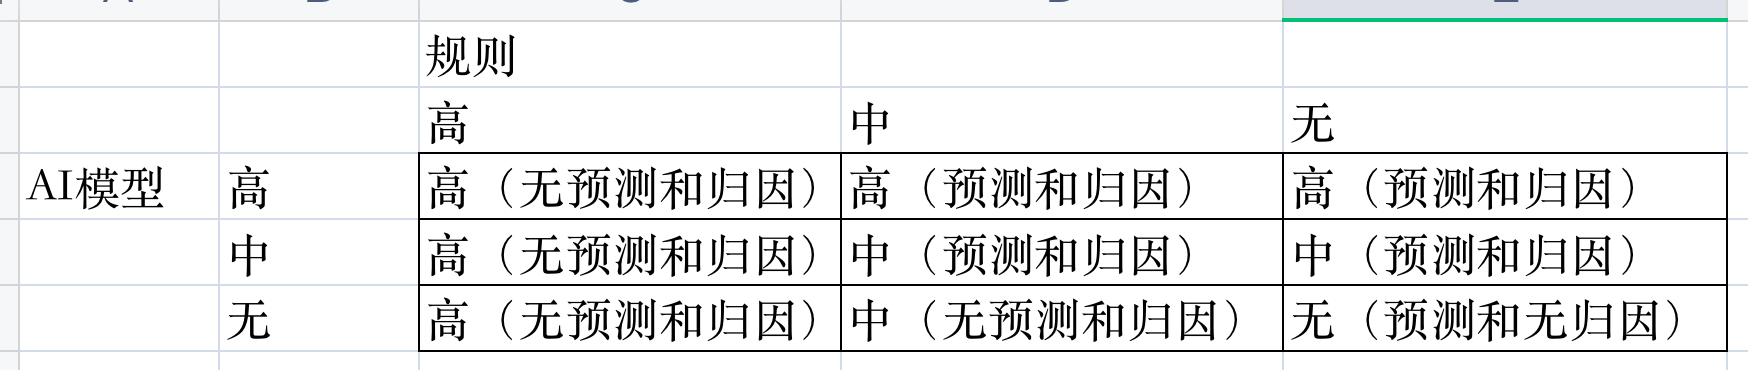 规则
高 中 无
AI模型 高 高（无预测和归因） 高（预测和归因） 高（预测和归因）
中 高（无预测和归因） 中（预测和归因） 中（预测和归因）
无 高（无预测和归因） 中（无预测和归因） 无（预测和无归因）